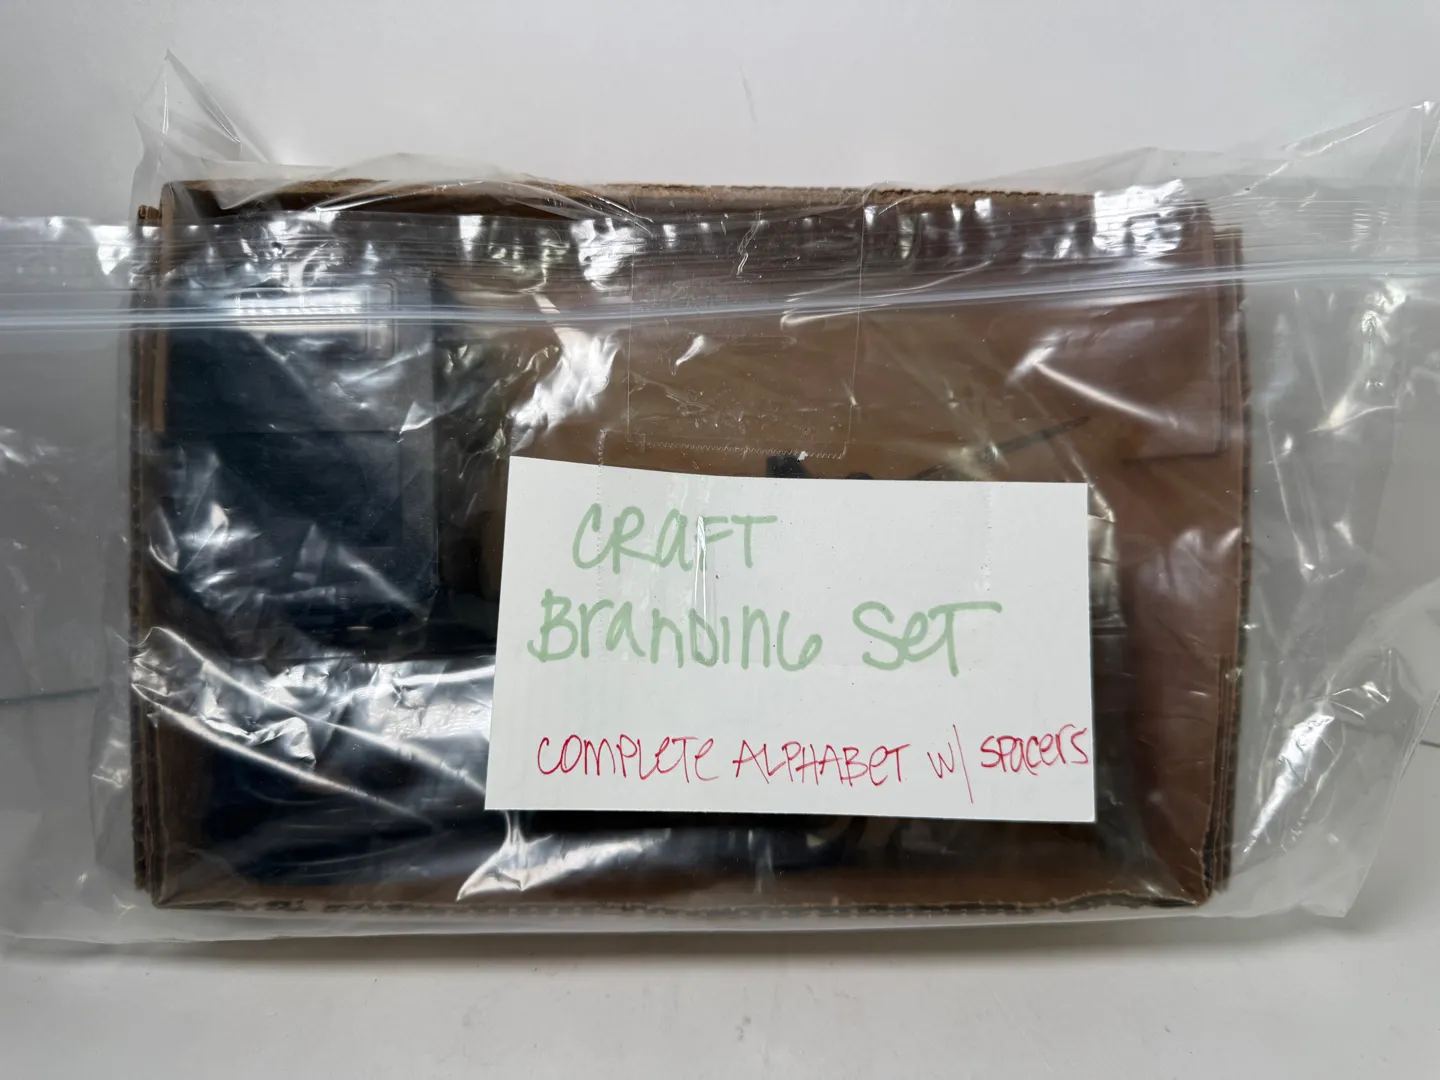 CRAFT
BRANDING SET
COMPLETE ALPHABET W/ SPACERS